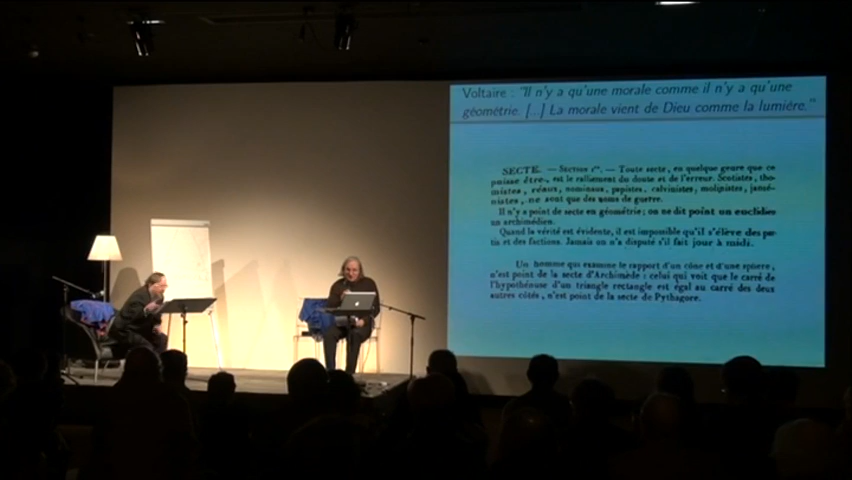 Voltaire : "Il n'y a qu'une morale comme il n'y a qu'une
géométrie. [...] La morale vient de Dieu comme la lumière."
SECTE. — SECTION Iʳᵉ. — Toute secte, en quelque genre que ce
puisse être, est le ralliement du doute et de l'erreur. Scotistes, tho-
mistes, réaux, nominaux, papistes, calvinistes, molinistes, jansé-
nistes, ne sont que des noms de guerre.
Il n'y a point de secte en géométrie; on ne dit point un euclidien
un archimédien.
Quand la vérité est évidente, il est impossible qu'il s'élève des par
tis et des factions. Jamais on n'a disputé s'il fait jour à midi.
Un homme qui examine le rapport d'un cône et d'une sphère,
n'est point de la secte d'Archimède : celui qui voit que le carré de
l'hypothénuse d'un triangle rectangle est égal au carré des deux
autres côtés, n'est point de la secte de Pythagore.